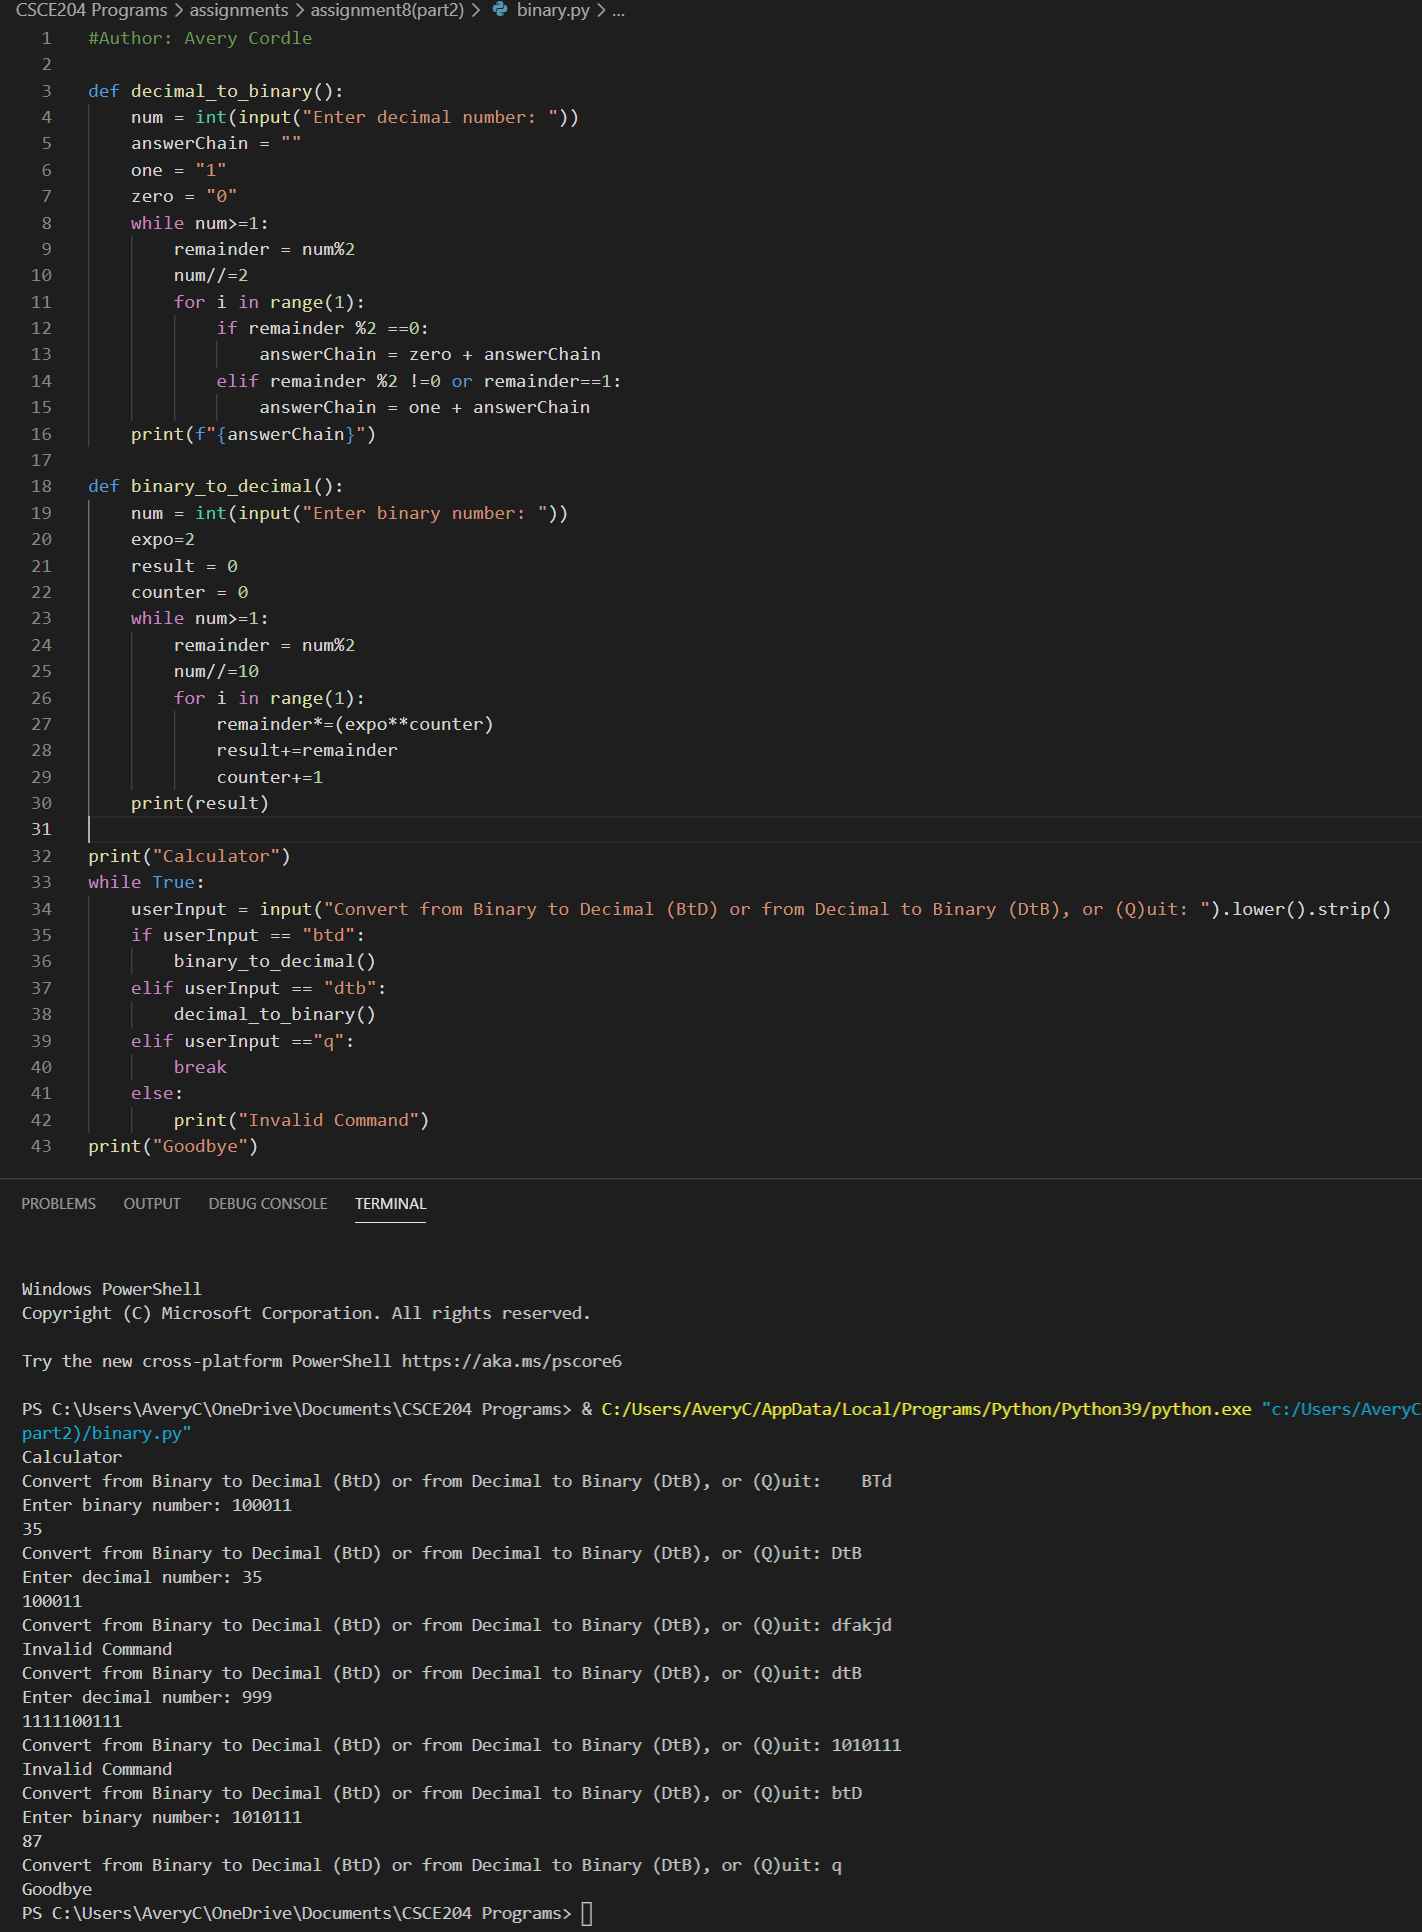 CSCE204 Programs > assignments > assignment8(part2) > binary.py > ...
1 #Author: Avery Cordle
2
3 def decimal_to_binary():
4     num = int(input("Enter decimal number: "))
5     answerChain = ""
6     one = "1"
7     zero = "0"
8     while num>=1:
9         remainder = num%2
10         num//=2
11         for i in range(1):
12             if remainder %2 ==0:
13                 answerChain = zero + answerChain
14             elif remainder %2 !=0 or remainder==1:
15                 answerChain = one + answerChain
16     print(f"{answerChain}")
17
18 def binary_to_decimal():
19     num = int(input("Enter binary number: "))
20     expo=2
21     result = 0
22     counter = 0
23     while num>=1:
24         remainder = num%2
25         num//=10
26         for i in range(1):
27             remainder*=(expo**counter)
28             result+=remainder
29             counter+=1
30     print(result)
31
32 print("Calculator")
33 while True:
34     userInput = input("Convert from Binary to Decimal (BtD) or from Decimal to Binary (DtB), or (Q)uit: ").lower().strip()
35     if userInput == "btd":
36         binary_to_decimal()
37     elif userInput == "dtb":
38         decimal_to_binary()
39     elif userInput =="q":
40         break
41     else:
42         print("Invalid Command")
43 print("Goodbye")
PROBLEMS OUTPUT DEBUG CONSOLE TERMINAL
Windows PowerShell
Copyright (C) Microsoft Corporation. All rights reserved.
Try the new cross-platform PowerShell https://aka.ms/pscore6
PS C:\Users\AveryC\OneDrive\Documents\CSCE204 Programs> & C:/Users/AveryC/AppData/Local/Programs/Python/Python39/python.exe "c:/Users/AveryC
part2)/binary.py"
Calculator
Convert from Binary to Decimal (BtD) or from Decimal to Binary (DtB), or (Q)uit:    BTd
Enter binary number: 100011
35
Convert from Binary to Decimal (BtD) or from Decimal to Binary (DtB), or (Q)uit: DtB
Enter decimal number: 35
100011
Convert from Binary to Decimal (BtD) or from Decimal to Binary (DtB), or (Q)uit: dfakjd
Invalid Command
Convert from Binary to Decimal (BtD) or from Decimal to Binary (DtB), or (Q)uit: dtB
Enter decimal number: 999
1111100111
Convert from Binary to Decimal (BtD) or from Decimal to Binary (DtB), or (Q)uit: 1010111
Invalid Command
Convert from Binary to Decimal (BtD) or from Decimal to Binary (DtB), or (Q)uit: btD
Enter binary number: 1010111
87
Convert from Binary to Decimal (BtD) or from Decimal to Binary (DtB), or (Q)uit: q
Goodbye
PS C:\Users\AveryC\OneDrive\Documents\CSCE204 Programs>